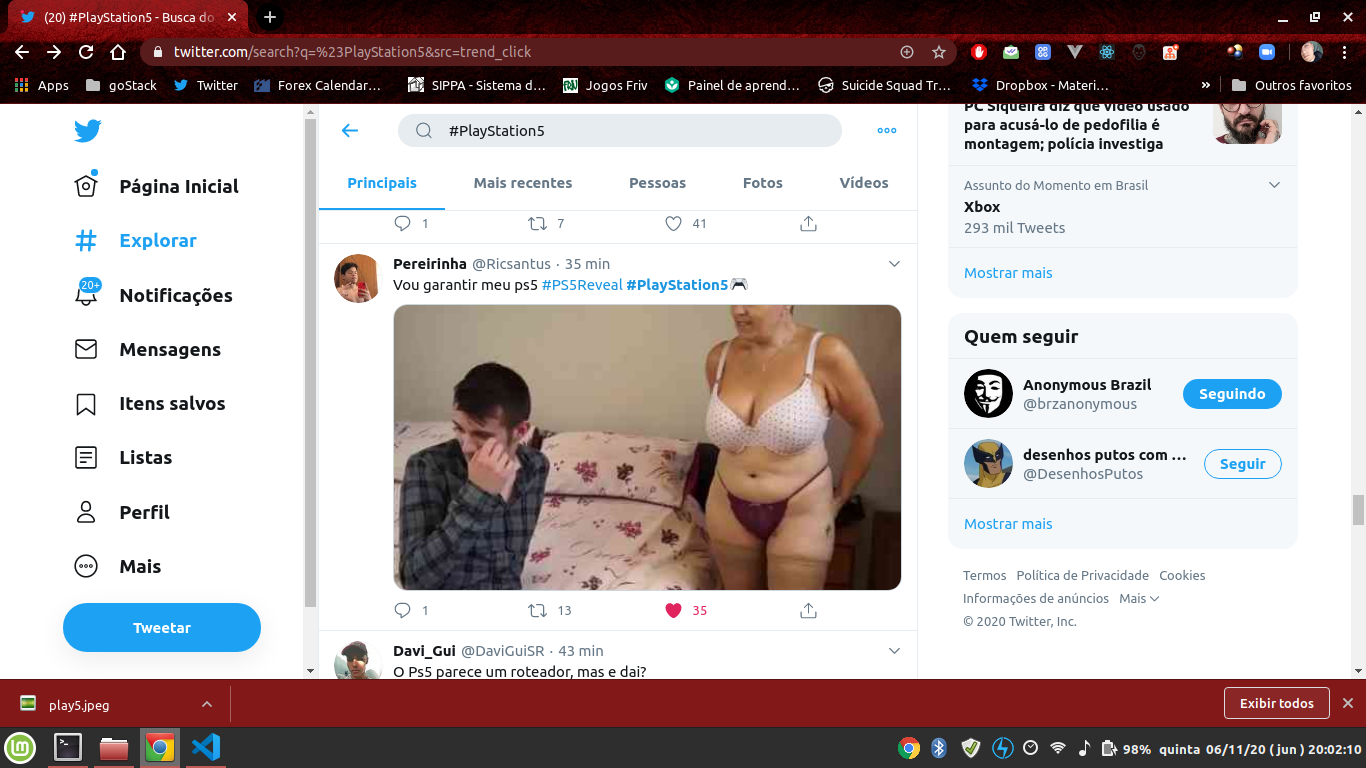 (20) #PlayStation5 - Busca do
twitter.com/search?q=%23PlayStation5&src=trend_click
Apps
goStack
Twitter
Forex Calendar…
SIPPA - Sistema d…
Jogos Friv
Painel de aprend…
Suicide Squad Tr…
Dropbox - Materi…
»
Outros favoritos
Página Inicial
Explorar
20+
Notificações
Mensagens
Itens salvos
Listas
Perfil
Mais
Tweetar
#PlayStation5
Principais
Mais recentes
Pessoas
Fotos
Vídeos
1 7 41
Pereirinha @Ricsantus · 35 min
Vou garantir meu ps5 #PS5Reveal #PlayStation5🎮
1 13 35
Davi_Gui @DaviGuiSR · 43 min
O Ps5 parece um roteador, mas e dai?
PC Siqueira diz que vídeo usado
para acusá-lo de pedofilia é
montagem; polícia investiga
Assunto do Momento em Brasil
Xbox
293 mil Tweets
Mostrar mais
Quem seguir
Anonymous Brazil
@brzanonymous
Seguindo
desenhos putos com …
@DesenhosPutos
Seguir
Mostrar mais
Termos Política de Privacidade Cookies
Informações de anúncios Mais
© 2020 Twitter, Inc.
play5.jpeg
Exibir todos
98% quinta 06/11/20 ( jun ) 20:02:10